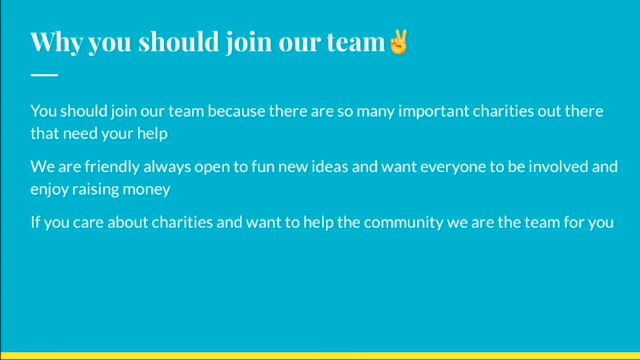 Why you should join our team✌️
You should join our team because there are so many important charities out there
that need your help
We are friendly always open to fun new ideas and want everyone to be involved and
enjoy raising money
If you care about charities and want to help the community we are the team for you